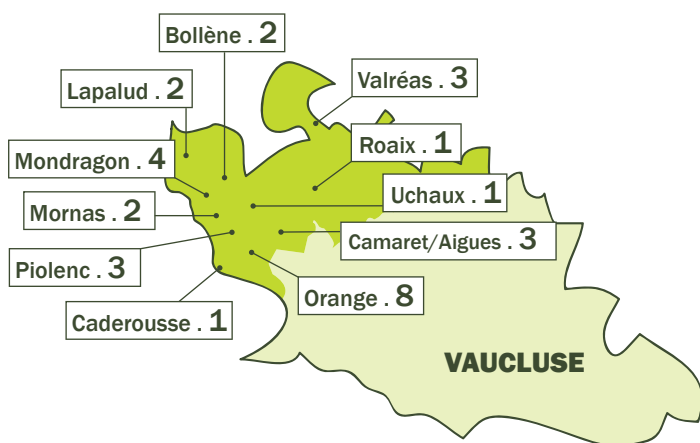 Bollène . 2
Lapalud . 2
Valréas . 3
Mondragon . 4
Roaix . 1
Mornas . 2
Uchaux . 1
Piolenc . 3
Camaret/Aigues . 3
Caderousse . 1
Orange . 8
VAUCLUSE